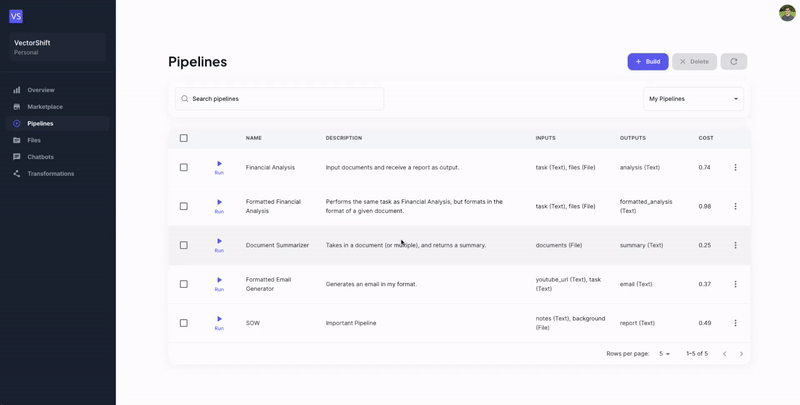 VS
VectorShift
Personal
Overview
Marketplace
Pipelines
Files
Chatbots
Transformations
Pipelines
+ Build
× Delete
Search pipelines
My Pipelines
NAME DESCRIPTION INPUTS OUTPUTS COST
Run Financial Analysis Input documents and receive a report as output. task (Text), files (File) analysis (Text) 0.74
Run Formatted Financial Analysis Performs the same task as Financial Analysis, but formats in the format of a given document. task (Text), files (File) formatted_analysis (Text) 0.98
Run Document Summarizer Takes in a document (or multiple), and returns a summary. documents (File) summary (Text) 0.25
Run Formatted Email Generator Generates an email in my format. youtube_url (Text), task (Text) email (Text) 0.37
Run SOW Important Pipeline notes (Text), background (File) report (Text) 0.49
Rows per page: 5 1–5 of 5